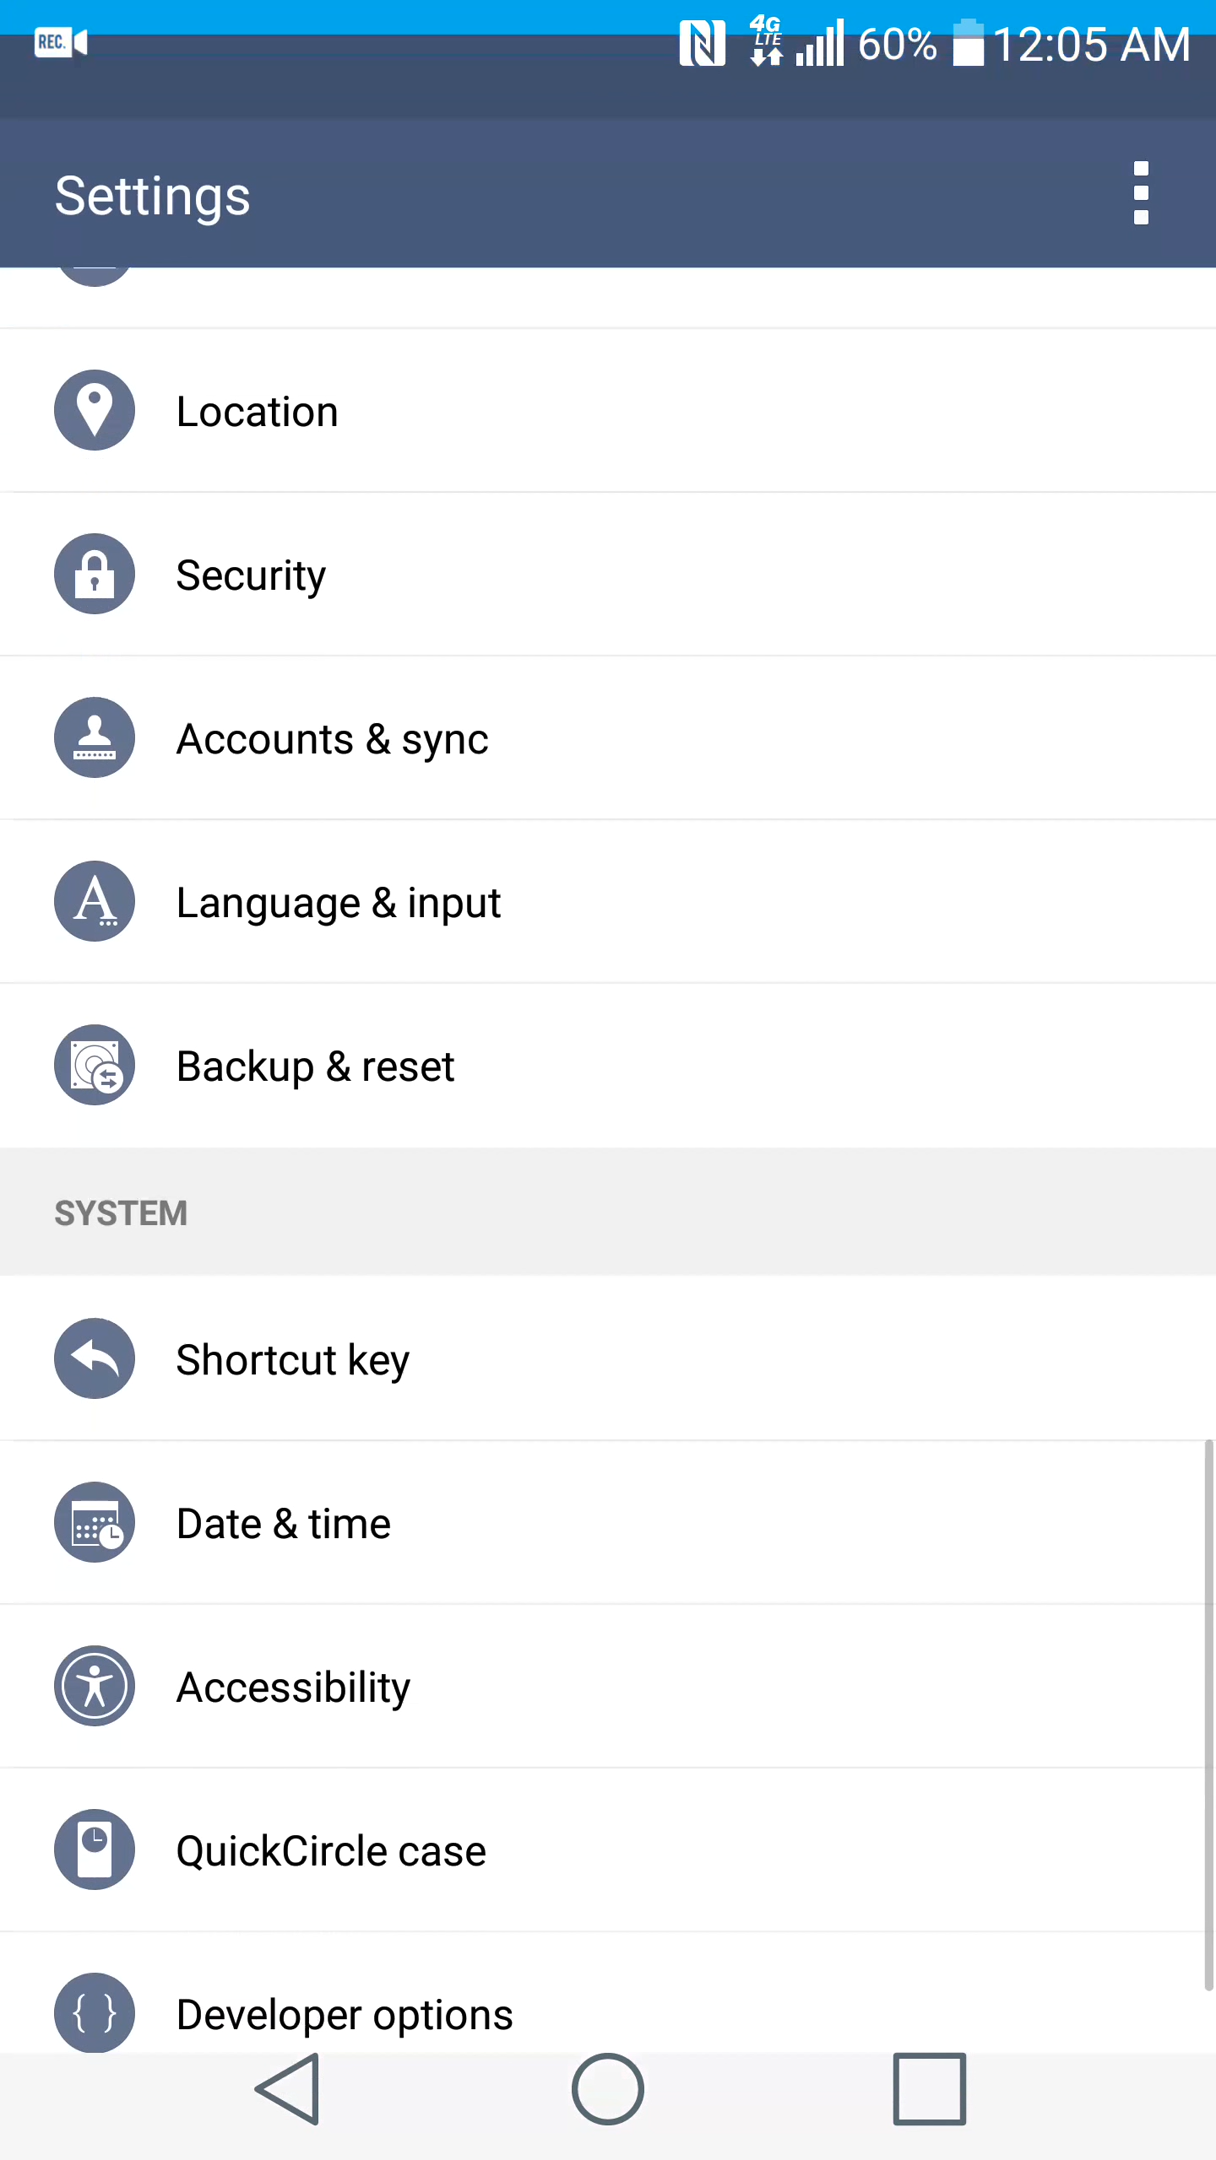 REC. 4G LTE 60% 12:05 AM
Settings
Location
Security
Accounts & sync
Language & input
Backup & reset
SYSTEM
Shortcut key
Date & time
Accessibility
QuickCircle case
Developer options